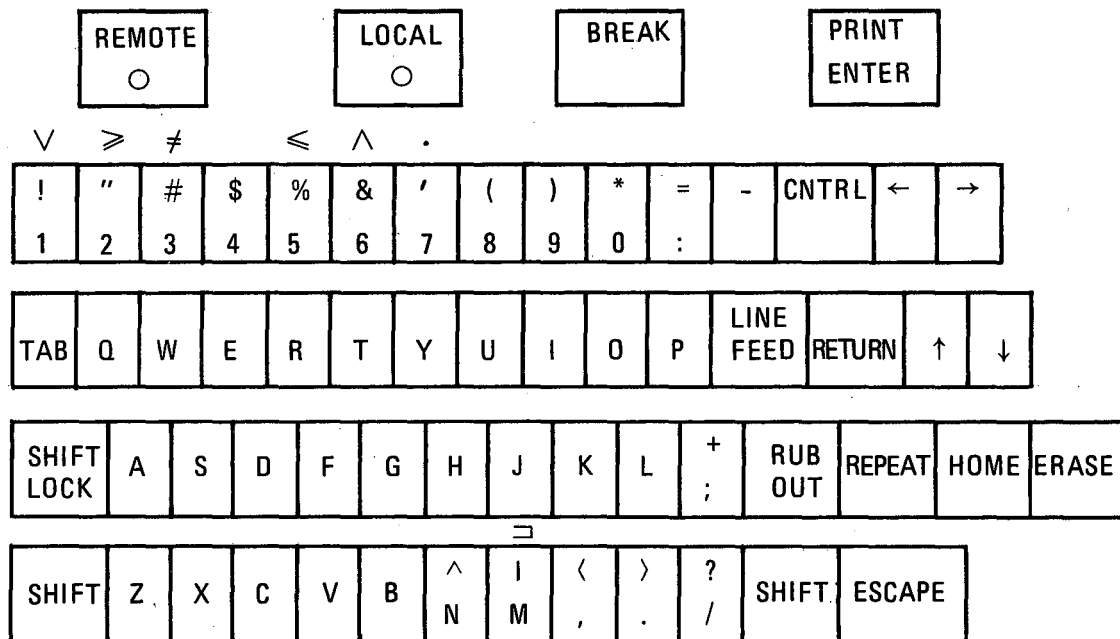 REMOTE LOCAL BREAK PRINT
○ ○ ENTER
∨ ⩾ ≠ ⩽ ∧ ·
! " # $ % & ' ( ) * = - CNTRL ← →
1 2 3 4 5 6 7 8 9 0 :
LINE
TAB Q W E R T Y U I O P FEED RETURN ↑ ↓
SHIFT A S D F G H J K L + RUB REPEAT HOME ERASE
LOCK ; OUT
⊐
SHIFT Z X C V B ^ | ⟨ ⟩ ? SHIFT ESCAPE
N M , . /